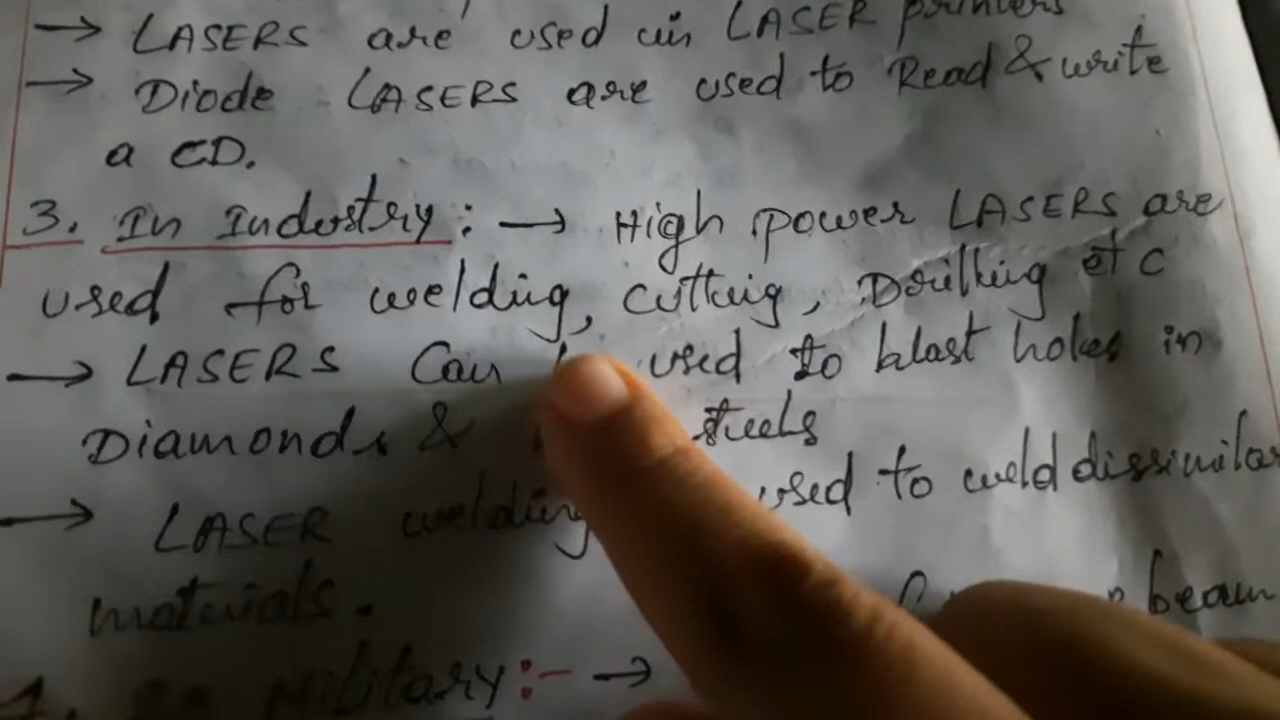 → LASERS are used in LASER printers
→ Diode LASERS are used to Read & write
a CD.
3. In Industry: → High power LASERS are
used for welding, cutting, Drilling etc
→ LASERS Can used to blast holes in
Diamonds & steels
→ LASER welding used to weld dissimilar
materials.
beam
Military:- →